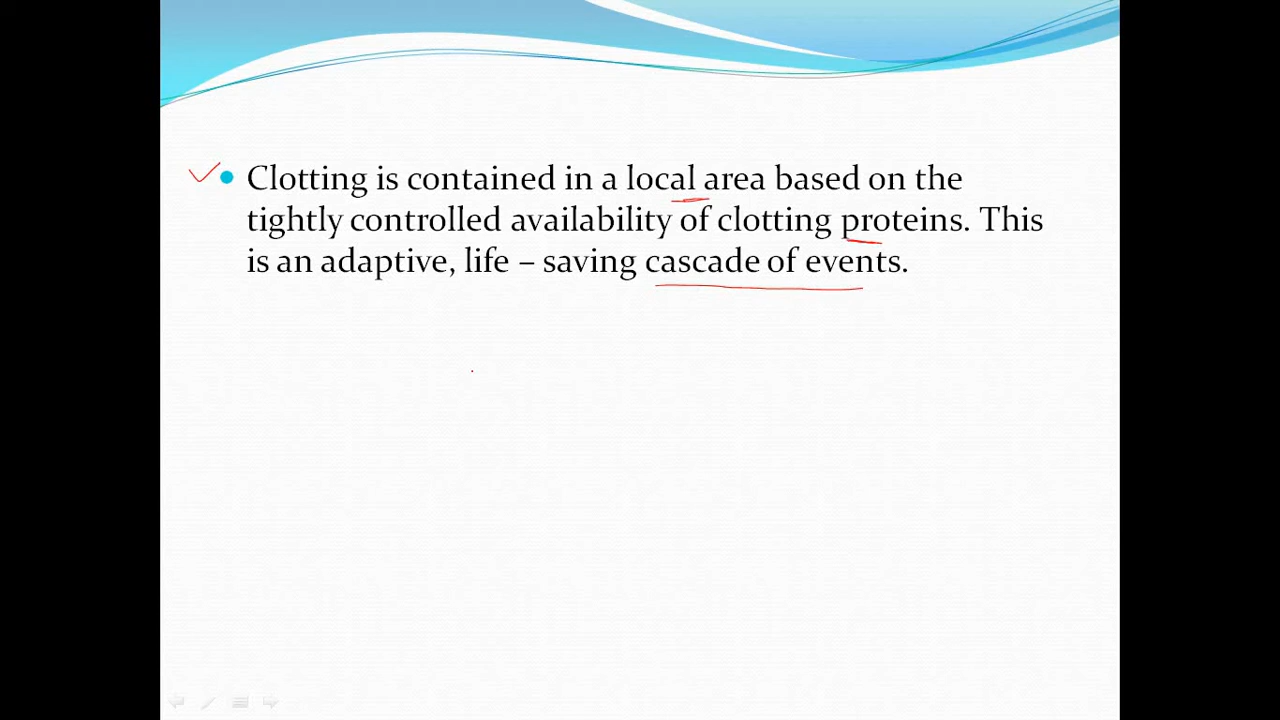 Clotting is contained in a local area based on the
tightly controlled availability of clotting proteins. This
is an adaptive, life – saving cascade of events.